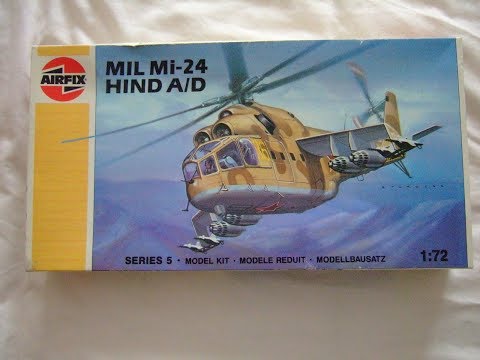 AIRFIX
MIL Mi-24
HIND A/D
SERIES 5 · MODEL KIT · MODELE REDUIT · MODELLBAUSATZ
1:72